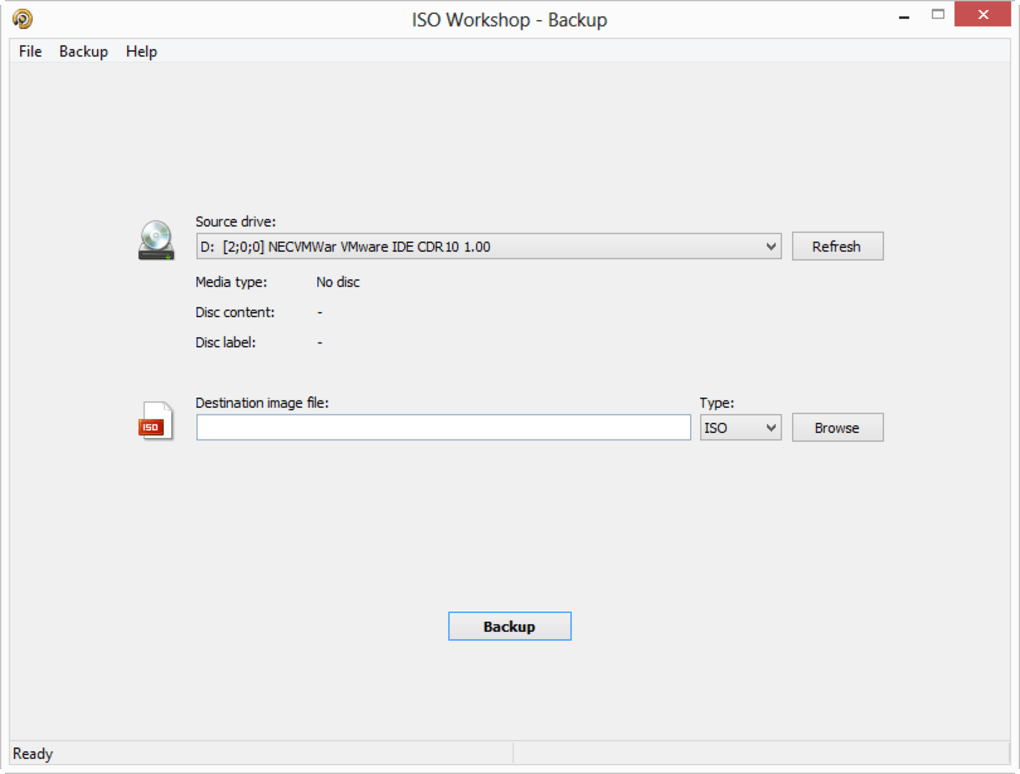 ISO Workshop - Backup
File Backup Help
Source drive:
D: [2;0;0] NECVMWar VMware IDE CDR10 1.00 Refresh
Media type: No disc
Disc content: -
Disc label: -
Destination image file: Type:
ISO ISO Browse
Backup
Ready